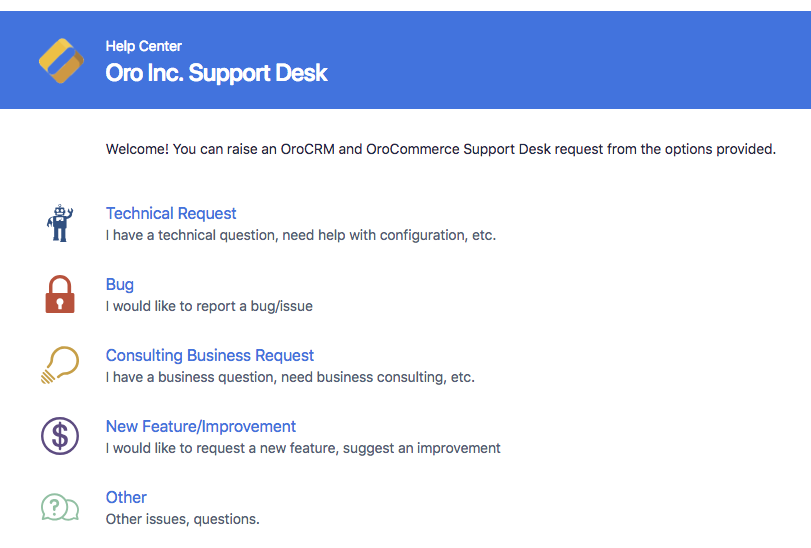 Help Center
Oro Inc. Support Desk
Welcome! You can raise an OroCRM and OroCommerce Support Desk request from the options provided.
Technical Request
I have a technical question, need help with configuration, etc.
Bug
I would like to report a bug/issue
Consulting Business Request
I have a business question, need business consulting, etc.
$
New Feature/Improvement
I would like to request a new feature, suggest an improvement
?
Other
Other issues, questions.